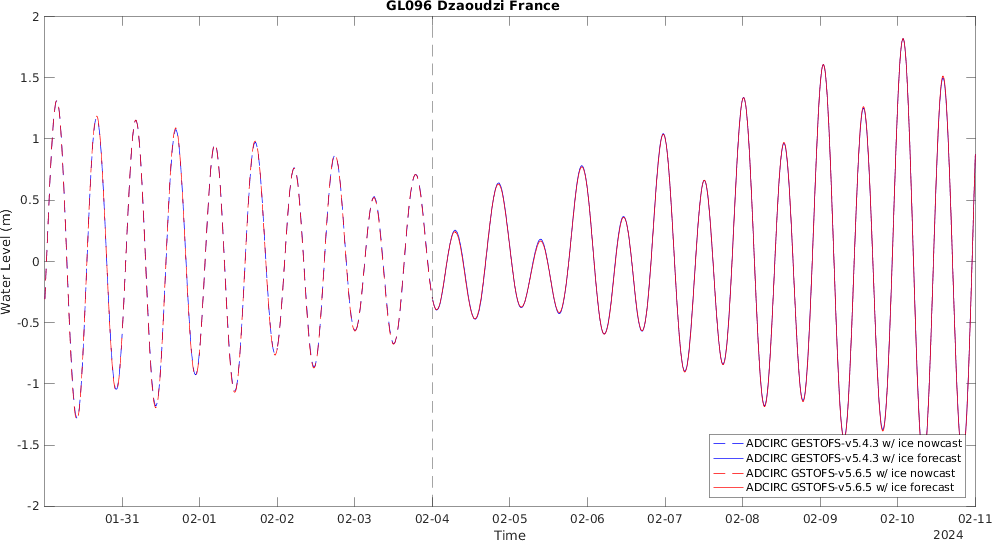 GL096 Dzaoudzi France
2
1.5
1
0.5
0
-0.5
-1
-1.5
-2
Water Level (m)
ADCIRC GESTOFS-v5.4.3 w/ ice nowcast
ADCIRC GESTOFS-v5.4.3 w/ ice forecast
ADCIRC GSTOFS-v5.6.5 w/ ice nowcast
ADCIRC GSTOFS-v5.6.5 w/ ice forecast
01-31 02-01 02-02 02-03 02-04 02-05 02-06 02-07 02-08 02-09 02-10 02-11
Time
2024